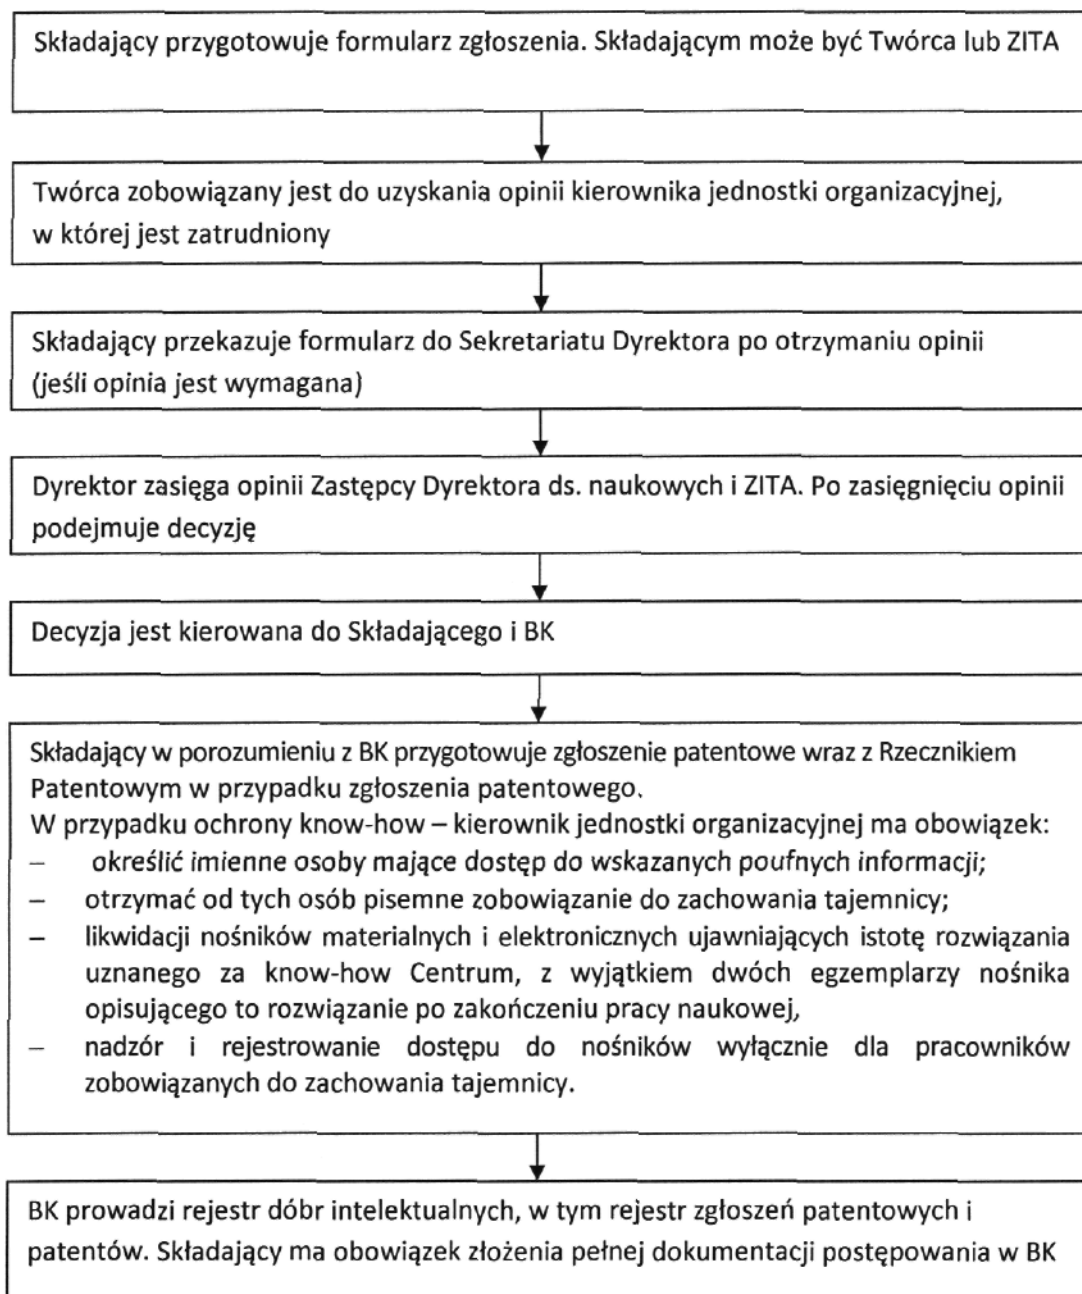 Składający przygotowuje formularz zgłoszenia. Składającym może być Twórca lub ZITA
Twórca zobowiązany jest do uzyskania opinii kierownika jednostki organizacyjnej,
w której jest zatrudniony
Składający przekazuje formularz do Sekretariatu Dyrektora po otrzymaniu opinii
(jeśli opinia jest wymagana)
Dyrektor zasięga opinii Zastępcy Dyrektora ds. naukowych i ZITA. Po zasięgnięciu opinii
podejmuje decyzję
Decyzja jest kierowana do Składającego i BK
Składający w porozumieniu z BK przygotowuje zgłoszenie patentowe wraz z Rzecznikiem
Patentowym w przypadku zgłoszenia patentowego.
W przypadku ochrony know-how – kierownik jednostki organizacyjnej ma obowiązek:
– określić imienne osoby mające dostęp do wskazanych poufnych informacji;
– otrzymać od tych osób pisemne zobowiązanie do zachowania tajemnicy;
– likwidacji nośników materialnych i elektronicznych ujawniających istotę rozwiązania
uznanego za know-how Centrum, z wyjątkiem dwóch egzemplarzy nośnika
opisującego to rozwiązanie po zakończeniu pracy naukowej,
– nadzór i rejestrowanie dostępu do nośników wyłącznie dla pracowników
zobowiązanych do zachowania tajemnicy.
BK prowadzi rejestr dóbr intelektualnych, w tym rejestr zgłoszeń patentowych i
patentów. Składający ma obowiązek złożenia pełnej dokumentacji postępowania w BK